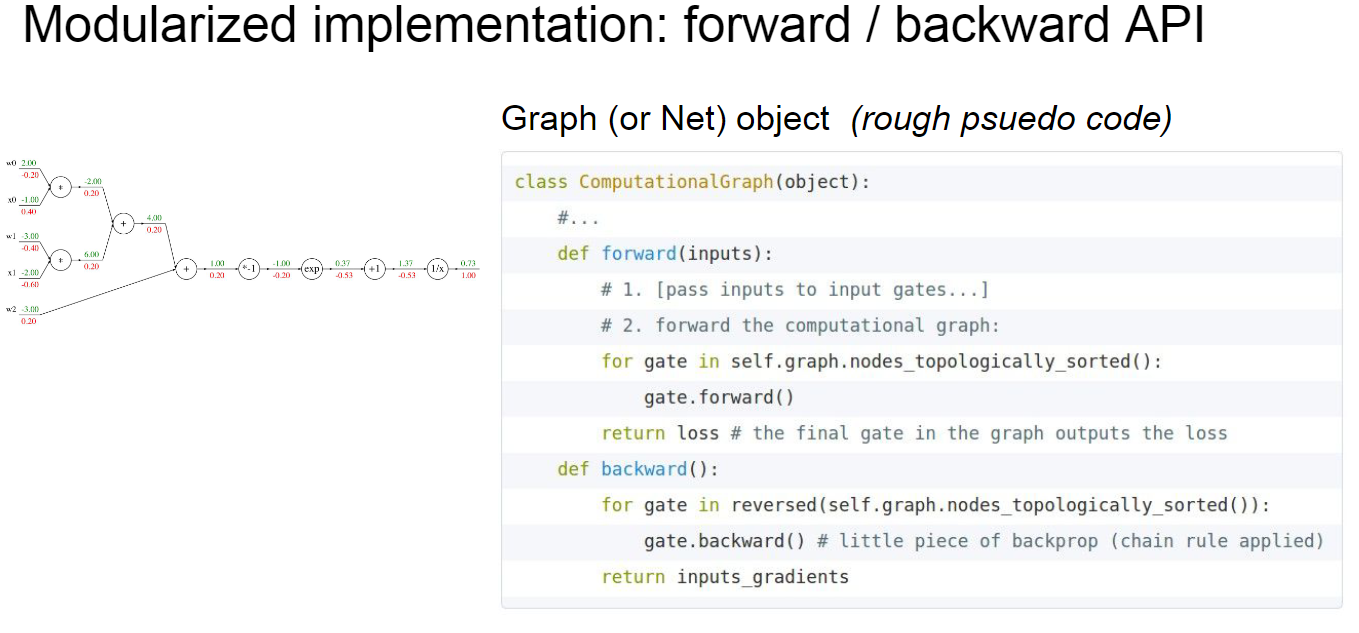 Modularized implementation: forward / backward API
Graph (or Net) object (rough psuedo code)
w0 2.00
-0.20
*
-2.00
0.20
x0 -1.00
0.40
+
4.00
0.20
w1 -3.00
-0.40
*
6.00
0.20
x1 -2.00
-0.60
+
1.00
0.20
*-1
-1.00
-0.20
exp
0.37
-0.53
+1
1.37
-0.53
1/x
0.73
1.00
w2 -3.00
0.20
class ComputationalGraph(object):
#...
def forward(inputs):
# 1. [pass inputs to input gates...]
# 2. forward the computational graph:
for gate in self.graph.nodes_topologically_sorted():
gate.forward()
return loss # the final gate in the graph outputs the loss
def backward():
for gate in reversed(self.graph.nodes_topologically_sorted()):
gate.backward() # little piece of backprop (chain rule applied)
return inputs_gradients